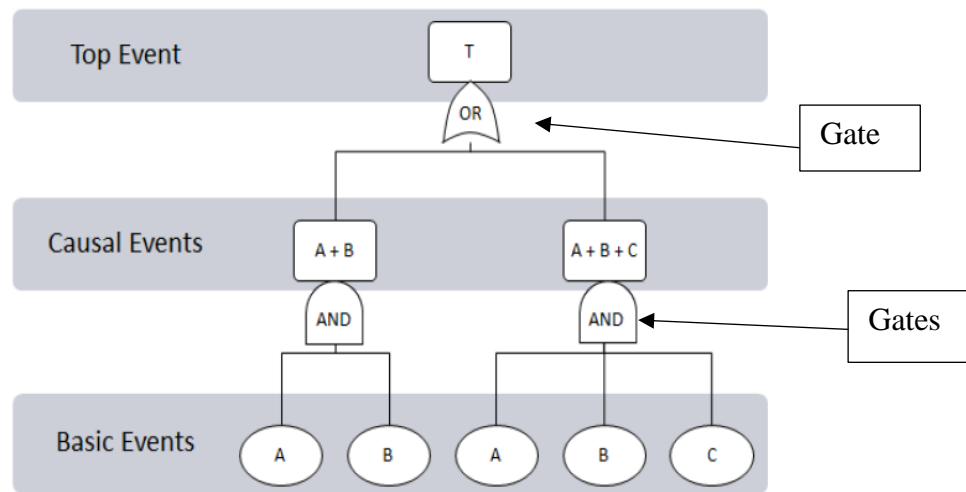 Top Event
T
OR
Gate
Causal Events
A + B
A + B + C
AND
AND
Gates
Basic Events
A
B
A
B
C